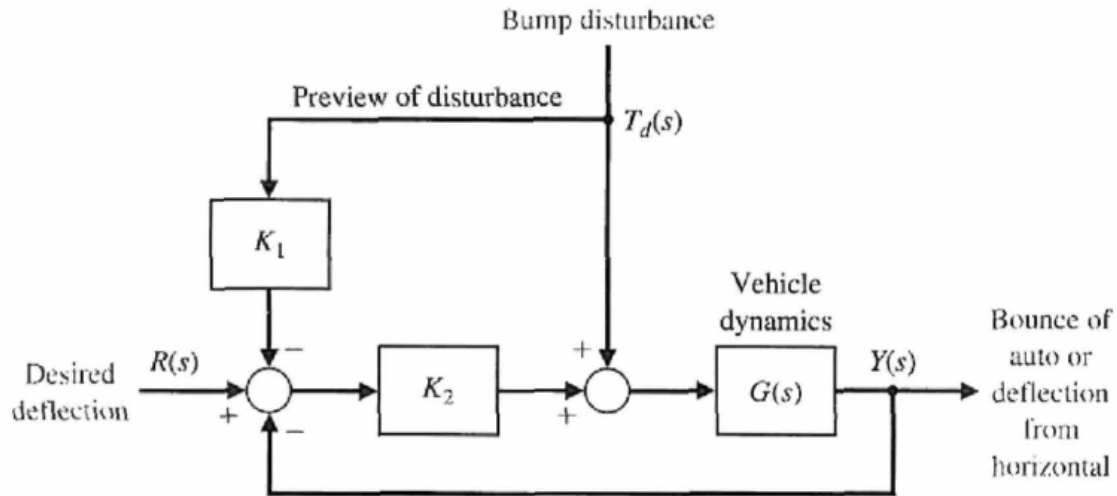 Bump disturbance
Preview of disturbance
T_d(s)
K_1
Vehicle
dynamics
Bounce of
auto or
deflection
from
horizontal
Desired
deflection
R(s)
+
−
−
K_2
+
+
G(s)
Y(s)